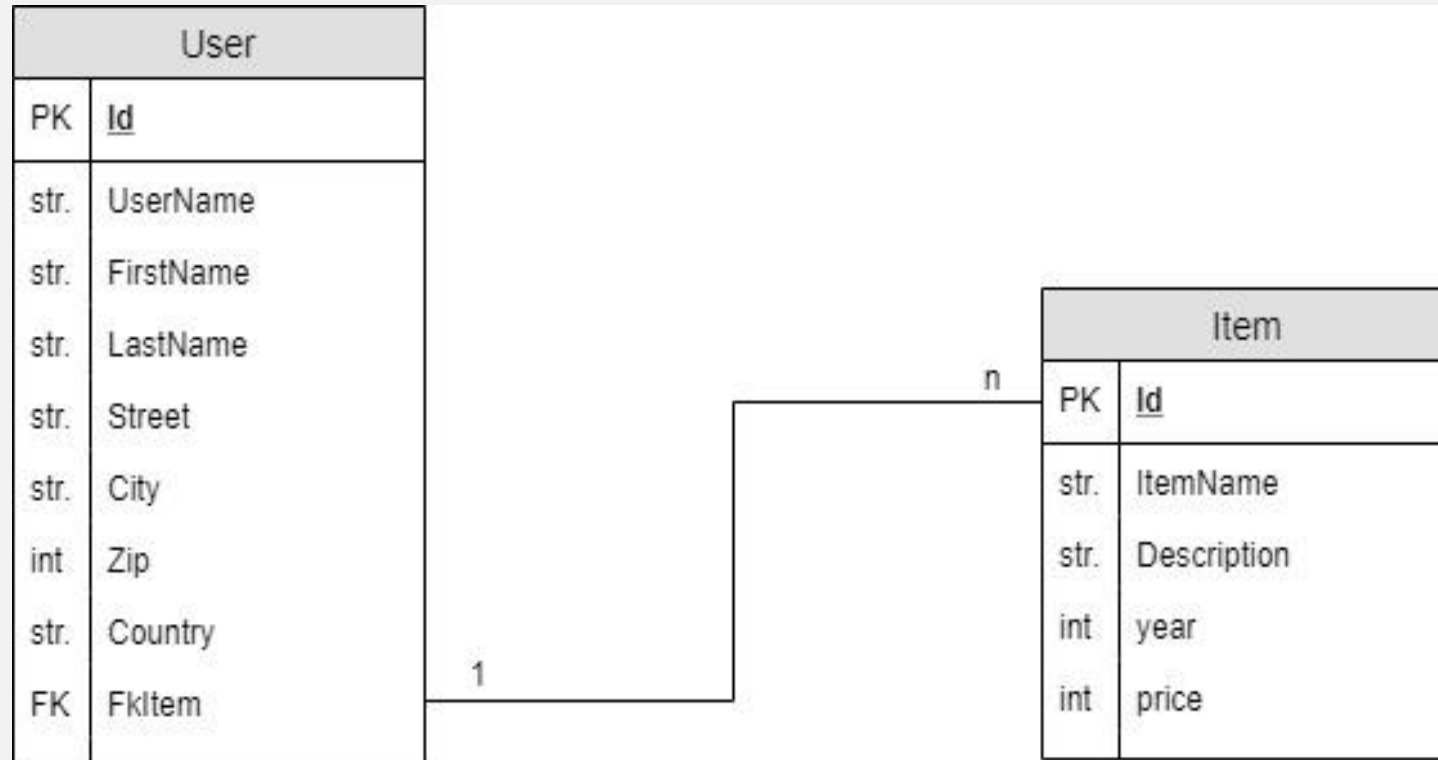 User
PK Id
str. UserName
str. FirstName
str. LastName
str. Street
str. City
int Zip
str. Country
FK FkItem
1
n
Item
PK Id
str. ItemName
str. Description
int year
int price